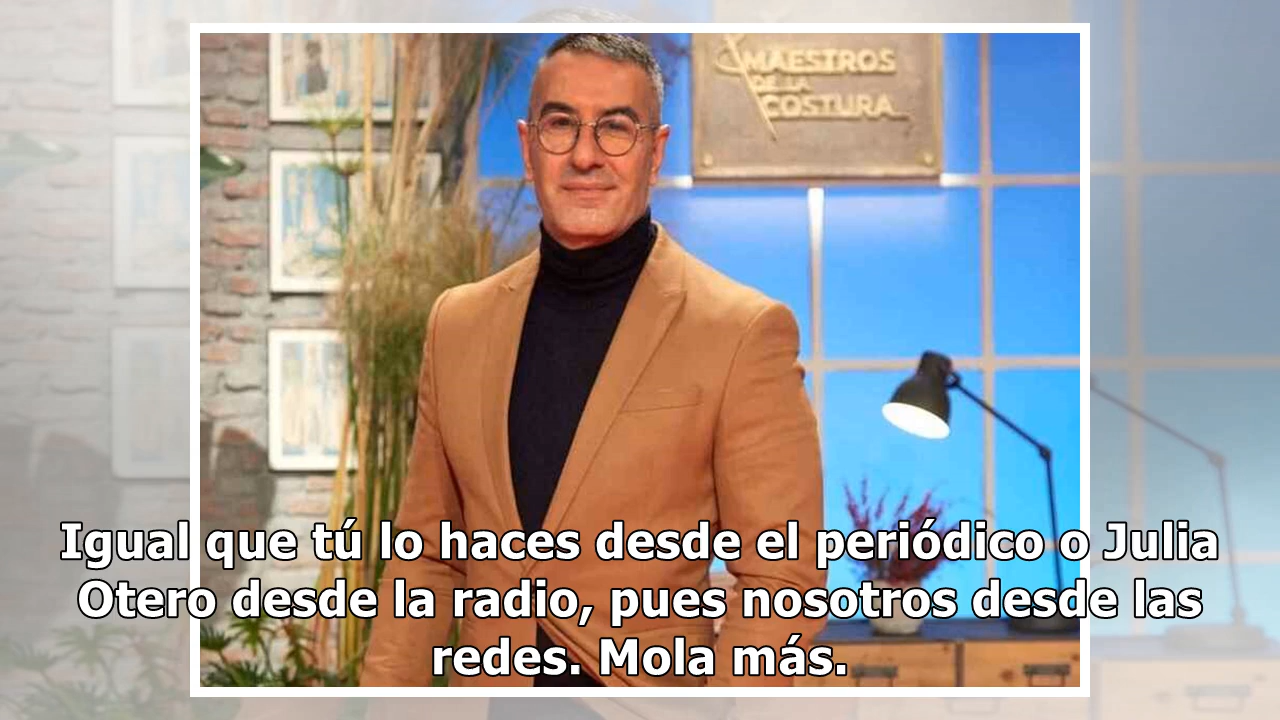 MAESTROS
DE LA
COSTURA
Igual que tú lo haces desde el periódico o Julia
Otero desde la radio, pues nosotros desde las
redes. Mola más.